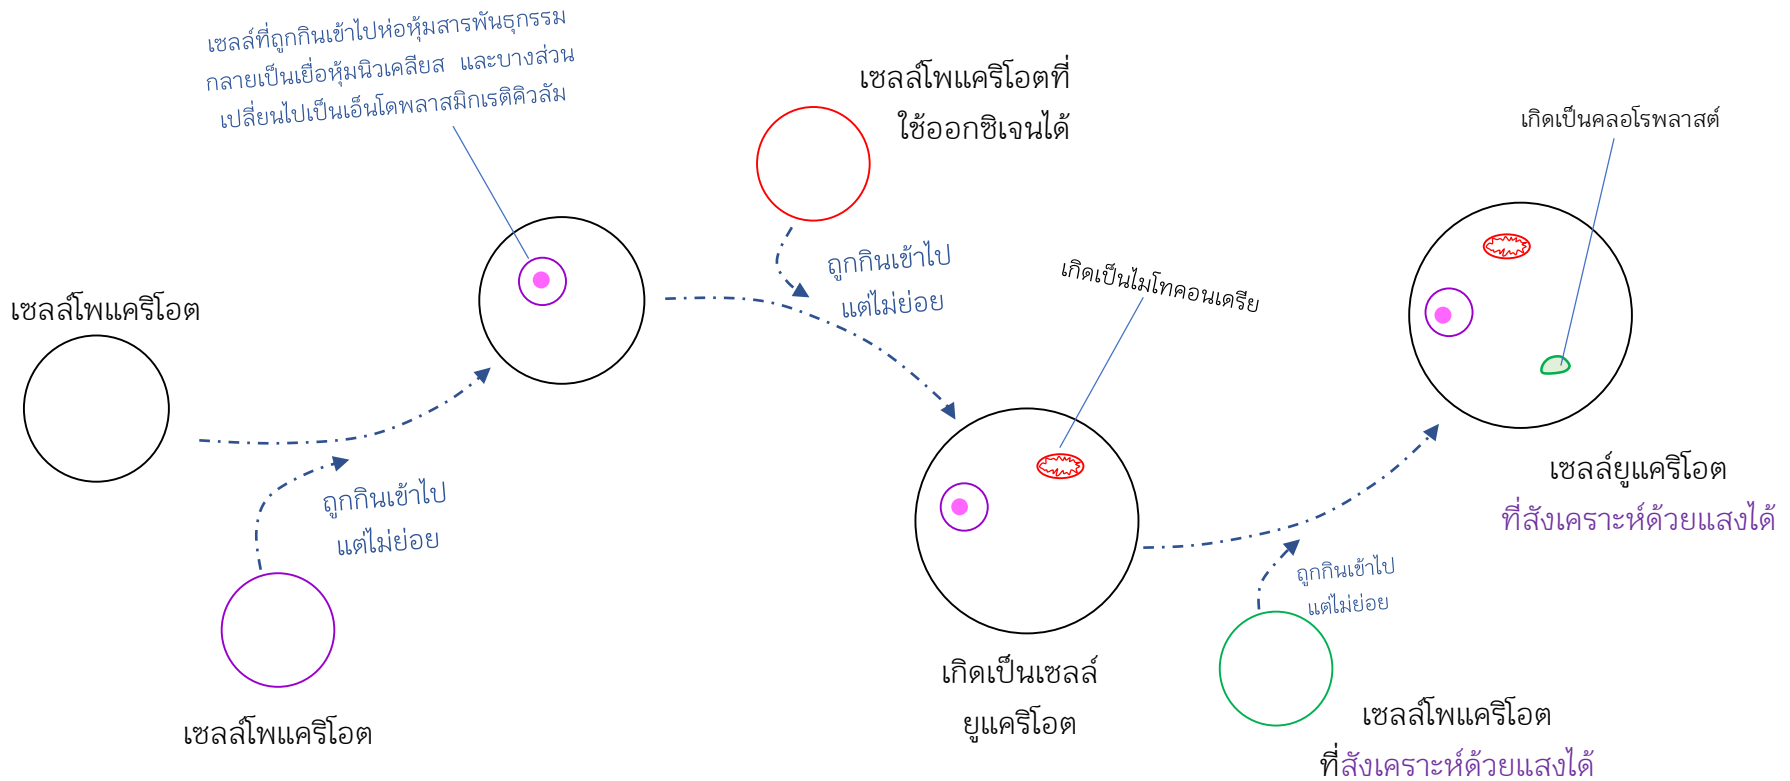 เซลล์ที่ถูกกินเข้าไปห่อหุ้มสารพันธุกรรม
กลายเป็นเยื่อหุ้มนิวเคลียส และบางส่วน
เปลี่ยนไปเป็นเอ็นโดพลาสมิกเรติคิวลัม
เซลล์โพแคริโอตที่
ใช้ออกซิเจนได้
เกิดเป็นคลอโรพลาสต์
ถูกกินเข้าไป
แต่ไม่ย่อย
เกิดเป็นไมโทคอนเดรีย
เซลล์โพแคริโอต
ถูกกินเข้าไป
แต่ไม่ย่อย
เซลล์ยูแคริโอต
ที่สังเคราะห์ด้วยแสงได้
ถูกกินเข้าไป
แต่ไม่ย่อย
เกิดเป็นเซลล์
ยูแคริโอต
เซลล์โพแคริโอต
เซลล์โพแคริโอต
ที่สังเคราะห์ด้วยแสงได้